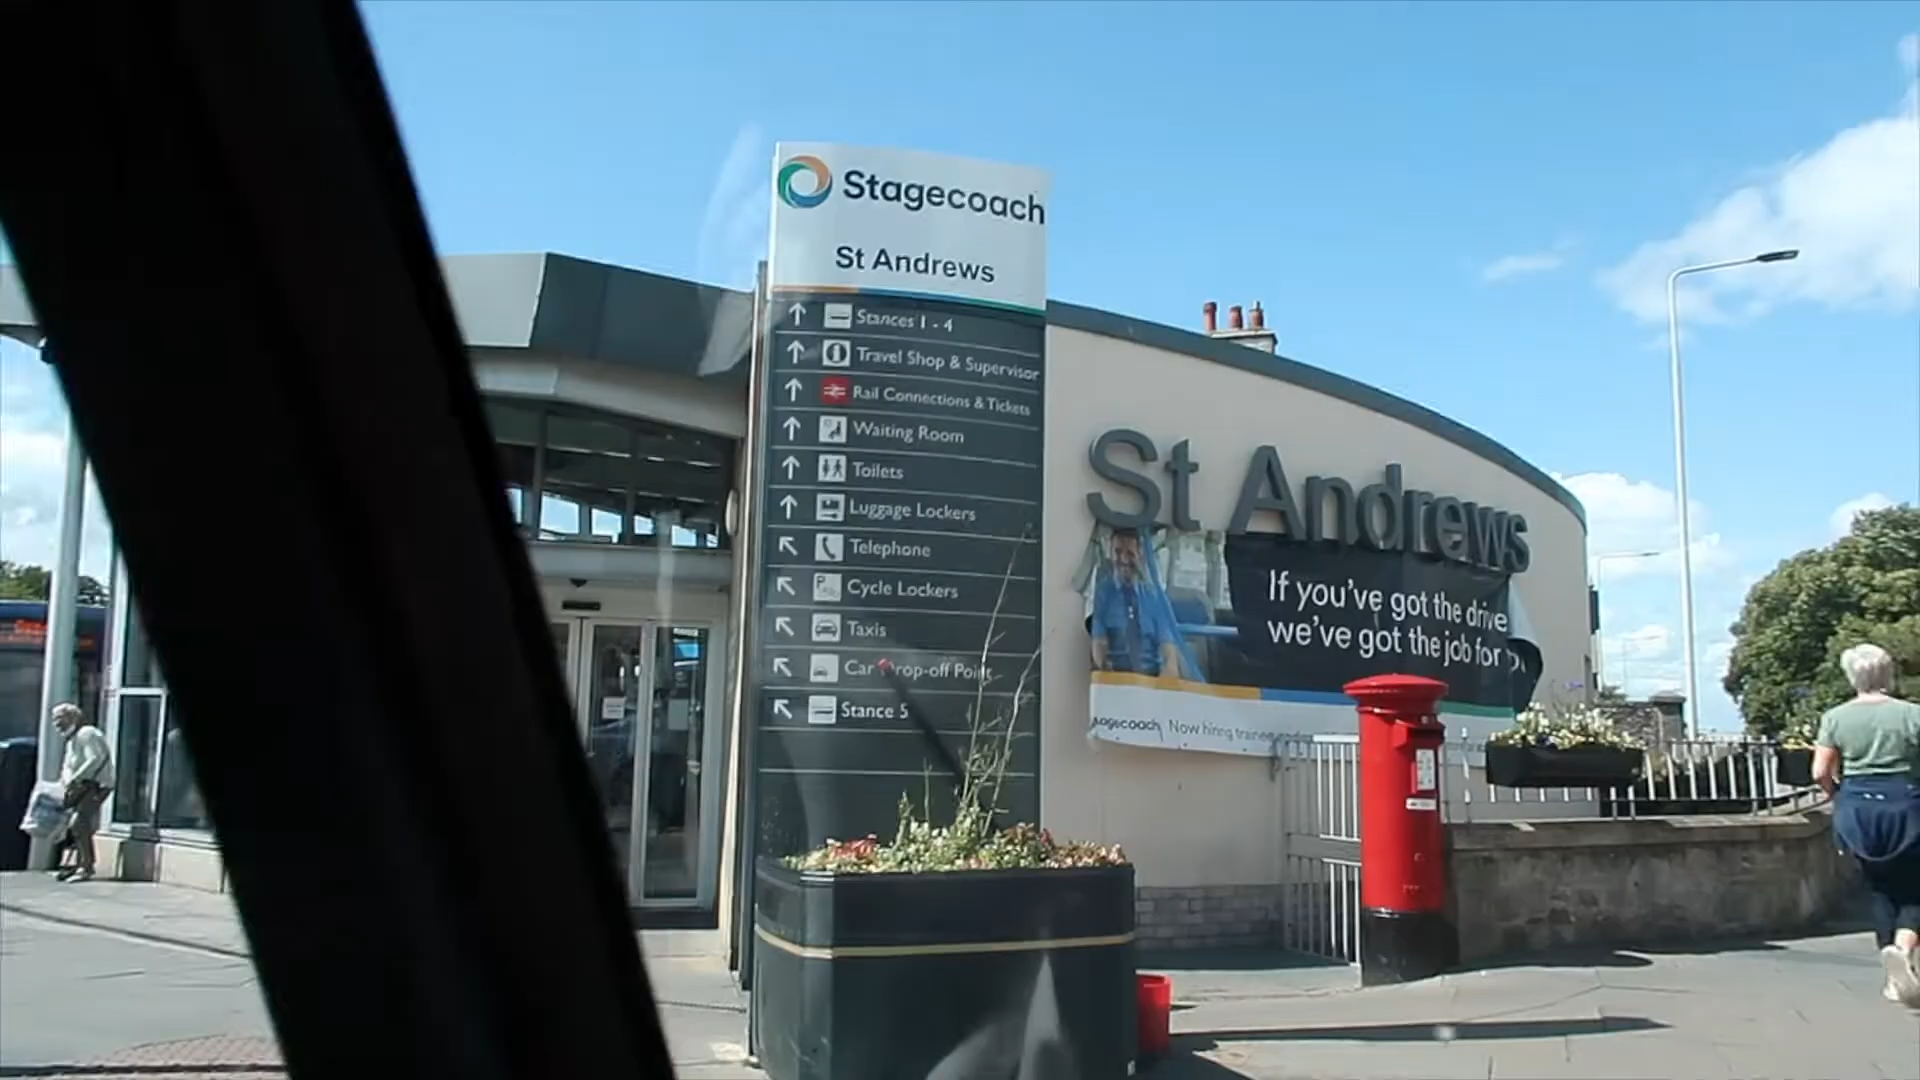 Stagecoach
St Andrews
Stances 1 - 4
Travel Shop & Supervisor
Rail Connections & Tickets
Waiting Room
Toilets
Luggage Lockers
Telephone
Cycle Lockers
Taxis
Car Drop-off Point
Stance 5
St Andrews
If you've got the drive
we've got the job for
Stagecoach Now hiring trainee